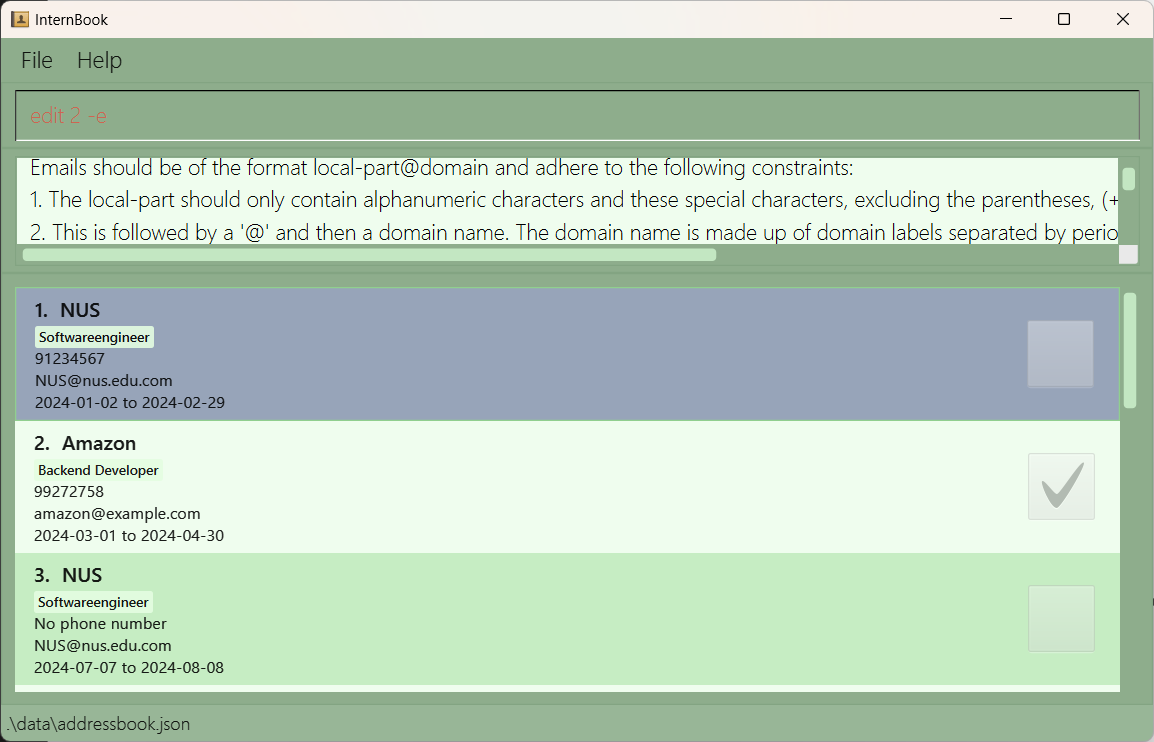 InternBook
File Help
edit 2 -e
Emails should be of the format local-part@domain and adhere to the following constraints:
1. The local-part should only contain alphanumeric characters and these special characters, excluding the parentheses, (+
2. This is followed by a '@' and then a domain name. The domain name is made up of domain labels separated by perio
1. NUS
Softwareengineer
91234567
NUS@nus.edu.com
2024-01-02 to 2024-02-29
2. Amazon
Backend Developer
99272758
amazon@example.com
2024-03-01 to 2024-04-30
3. NUS
Softwareengineer
No phone number
NUS@nus.edu.com
2024-07-07 to 2024-08-08
.\data\addressbook.json